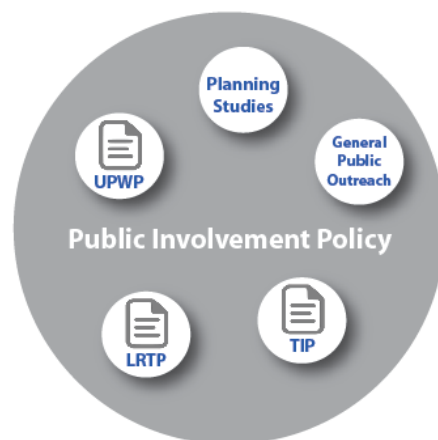 Planning
Studies
UPWP
General
Public
Outreach
Public Involvement Policy
LRTP
TIP